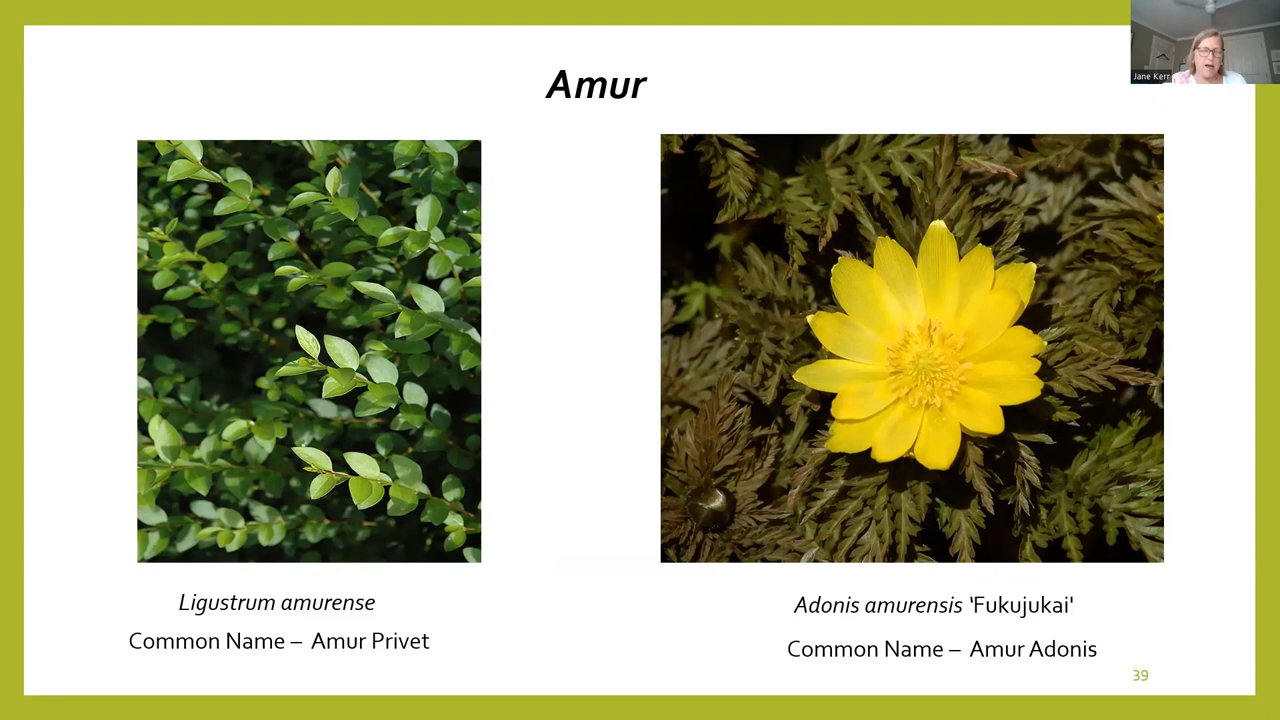 Amur
Jane Kerr
Ligustrum amurense
Common Name – Amur Privet
Adonis amurensis 'Fukujukai'
Common Name – Amur Adonis
39